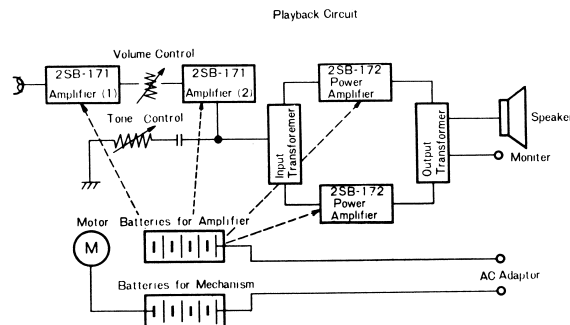 Playback Circuit
Volume Control
2SB-171
Amplifier (1)
2SB-171
Amplifier (2)
2SB-172
Power
Amplifier
Tone Control
Input
Transforemer
Output
Transformer
Speaker
Moniter
2SB-172
Power
Amplifier
Motor
M
Batteries for Amplifier
AC Adaptor
Batteries for Mechanism